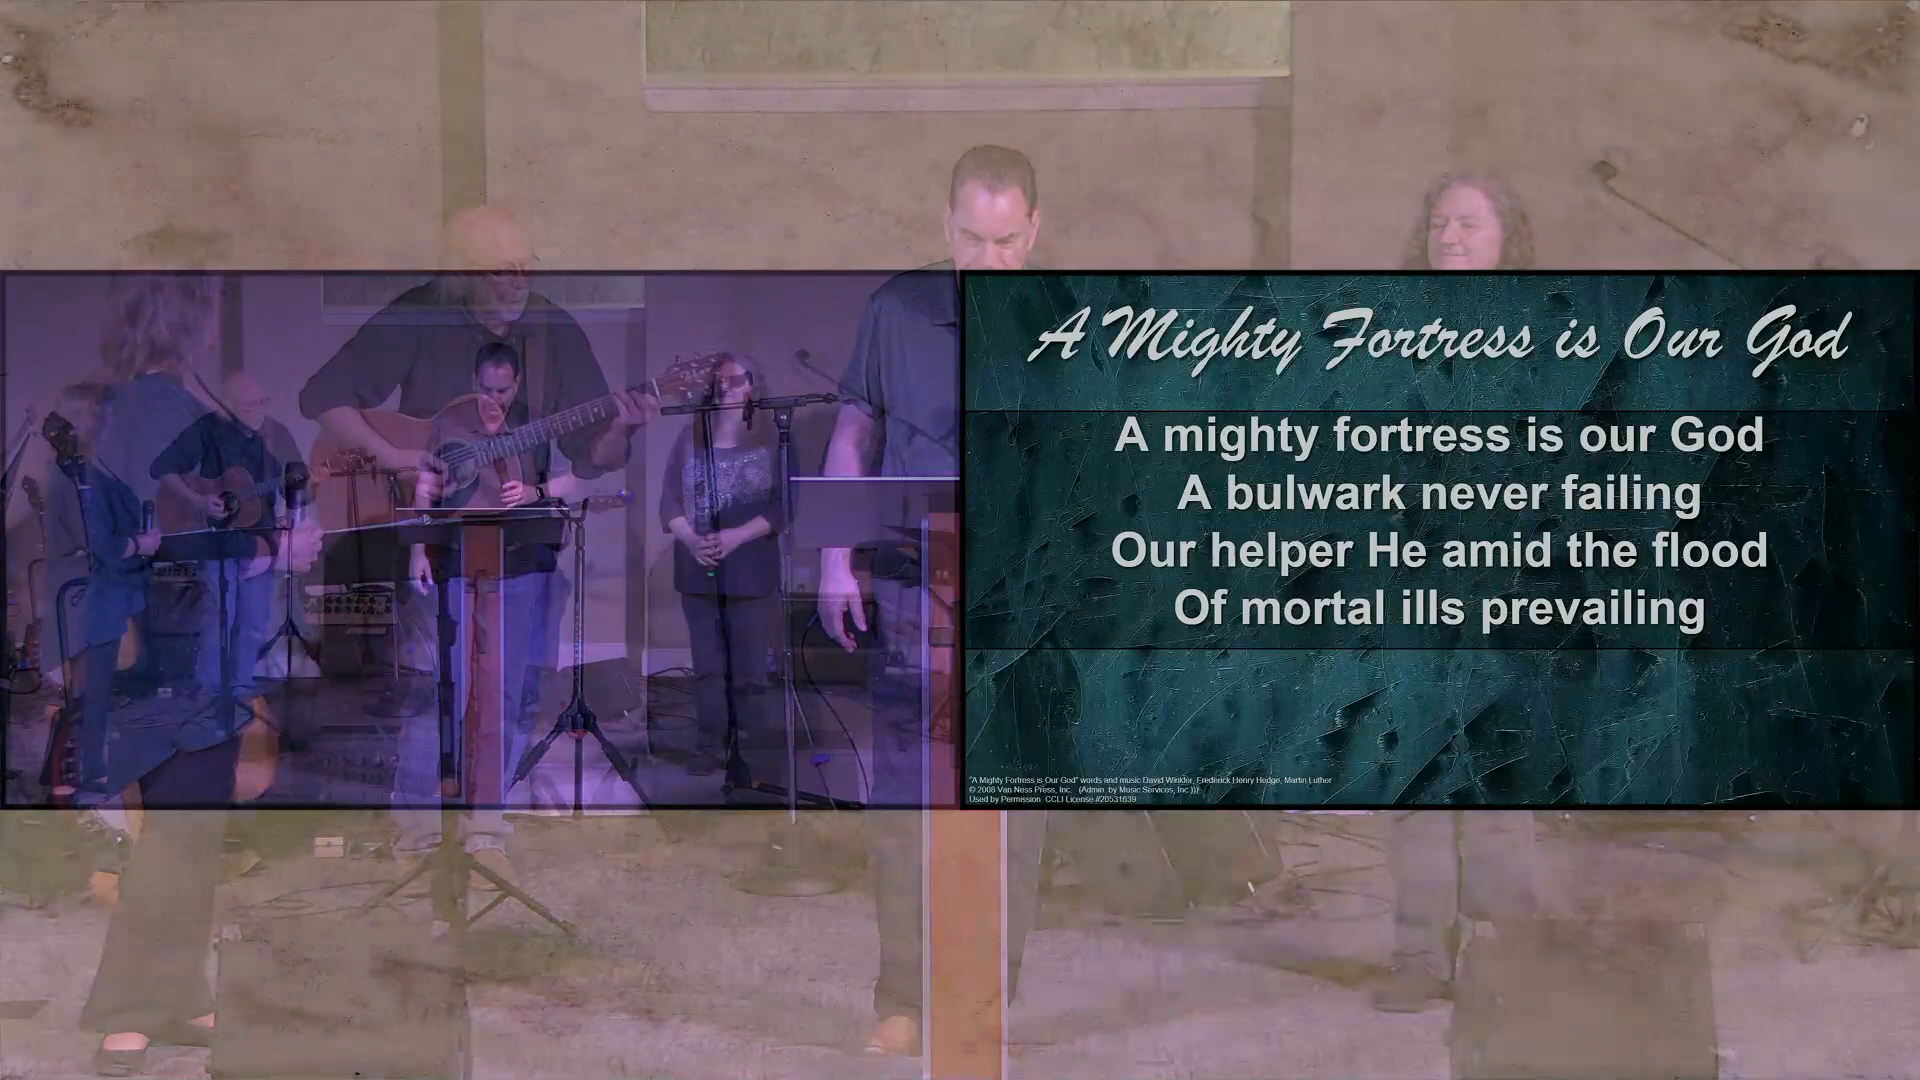 A Mighty Fortress is Our God
A mighty fortress is our God
A bulwark never failing
Our helper He amid the flood
Of mortal ills prevailing
"A Mighty Fortress is Our God" words and music David Winkler, Frederick Henry Hedge, Martin Luther
© 2008 Van Ness Press, Inc. (Admin. by Music Services, Inc.)))
Used by Permission CCLI License #20531639